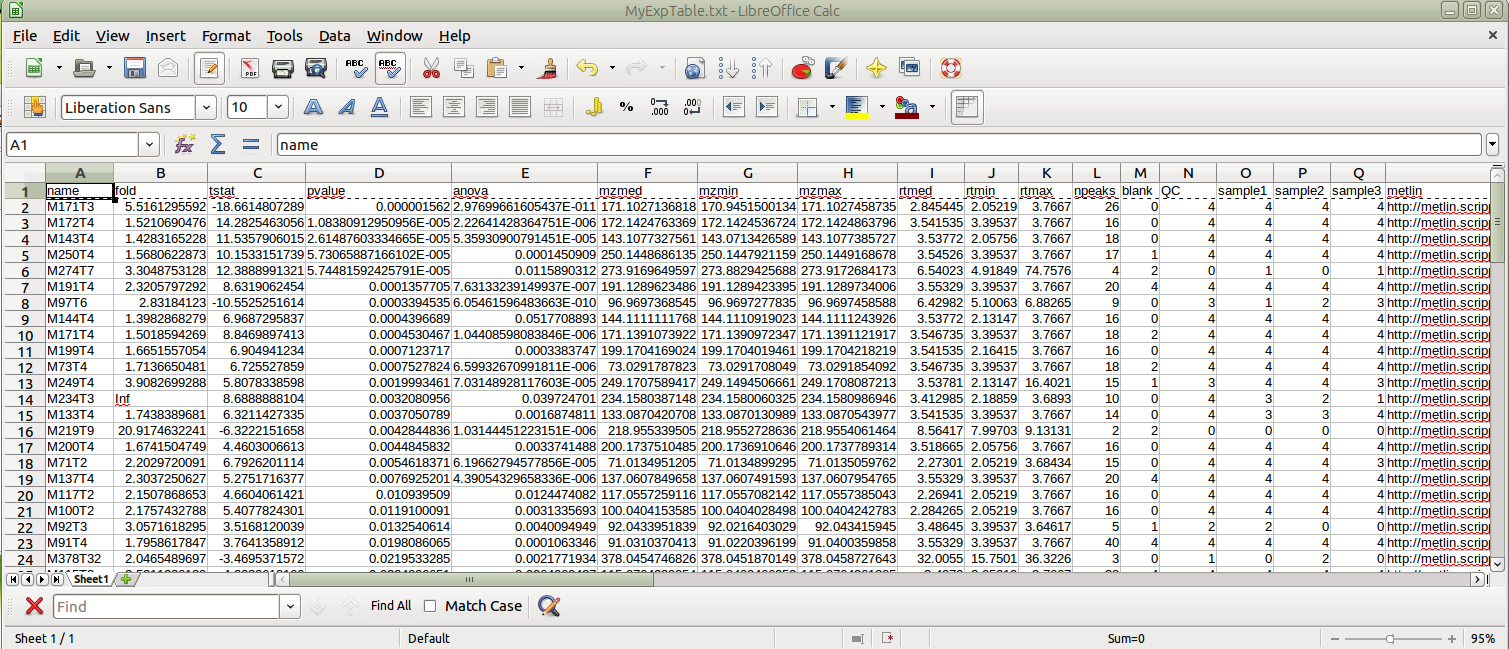 MyExpTable.txt - LibreOffice Calc
File Edit View Insert Format Tools Data Window Help
Liberation Sans 10
A1 name
A B C D E F G H I J K L M N O P Q
1 name fold tstat pvalue anova mzmed mzmin mzmax rtmed rtmin rtmax npeaks blank QC sample1 sample2 sample3 metlin
2 M171T3 5.5161295592 -18.6614807289 0.000001562 2.97699661605437E-011 171.1027136818 170.9451500134 171.1027458735 2.845445 2.05219 3.7667 26 0 4 4 4 4 http://metlin.scripp
3 M172T4 1.5210690476 14.2825463056 1.08380912950956E-005 2.22641428364751E-006 172.1424763369 172.1424536724 172.1424863796 3.541535 3.39537 3.7667 16 0 4 4 4 4 http://metlin.scripp
4 M143T4 1.4283165228 11.5357906015 2.61487603334665E-005 5.35930900791451E-005 143.1077327561 143.0713426589 143.1077385727 3.53772 2.05756 3.7667 18 0 4 4 4 4 http://metlin.scripp
5 M250T4 1.5680622873 10.1533151739 5.73065887166102E-005 0.0001450909 250.1448686135 250.1447921159 250.1449168678 3.54526 3.39537 3.7667 17 1 4 4 4 4 http://metlin.scripp
6 M274T7 3.3048753128 12.3888991321 5.74481592425791E-005 0.0115890312 273.9169649597 273.8829425688 273.9172684173 6.54023 4.91849 74.7576 4 2 0 1 0 1 http://metlin.scripp
7 M191T4 2.3205797292 8.6319062454 0.0001357705 7.63133239149937E-007 191.1289623486 191.1289423395 191.1289734006 3.55329 3.39537 3.7667 20 4 4 4 4 4 http://metlin.scripp
8 M97T6 2.83184123 -10.5525251614 0.0003394535 6.05461596483663E-010 96.9697368545 96.9697277835 96.9697458588 6.42982 5.10063 6.88265 9 0 3 1 2 3 http://metlin.scripp
9 M144T4 1.3982868279 6.9687295837 0.0004396689 0.0517708893 144.1111111768 144.1110919023 144.1111243926 3.53772 2.13147 3.7667 16 0 4 4 4 4 http://metlin.scripp
10 M171T4 1.5018594269 8.8469897413 0.0004530467 1.04408598083846E-006 171.1391073922 171.1390972347 171.1391121917 3.546735 3.39537 3.7667 18 2 4 4 4 4 http://metlin.scripp
11 M199T4 1.6651557054 6.904941234 0.0007123717 0.0003383747 199.1704169024 199.1704019461 199.1704218219 3.541535 2.16415 3.7667 16 0 4 4 4 4 http://metlin.scripp
12 M73T4 1.7136650481 6.725527859 0.0007527824 6.59932670991811E-006 73.0291787823 73.0291708049 73.0291854092 3.546735 3.39537 3.7667 18 2 4 4 4 4 http://metlin.scripp
13 M249T4 3.9082699288 5.8078338598 0.0019993461 7.03148928117603E-005 249.1707589417 249.1494506661 249.1708087213 3.53781 2.13147 16.4021 15 1 3 4 4 3 http://metlin.scripp
14 M234T3 Inf 8.6888888104 0.0032080956 0.039724701 234.1580387148 234.1580060325 234.1580986946 3.412985 2.18859 3.6893 10 0 4 3 2 1 http://metlin.scripp
15 M133T4 1.7438389681 6.3211427335 0.0037050789 0.0016874811 133.0870420708 133.0870130989 133.0870543977 3.541535 3.39537 3.7667 14 0 4 3 3 4 http://metlin.scripp
16 M219T9 20.9174632241 -6.3222151658 0.0042844836 1.03144451223151E-006 218.955339505 218.9552728636 218.9554061464 8.56417 7.99703 9.13131 2 2 0 0 0 0 http://metlin.scripp
17 M200T4 1.6741504749 4.4603006613 0.0044845832 0.0033741488 200.1737510485 200.1736910646 200.1737789314 3.518665 2.05756 3.7667 16 0 4 4 4 4 http://metlin.scripp
18 M71T2 2.2029720091 6.7926201114 0.0054618371 6.19662794577856E-005 71.0134951205 71.0134899295 71.0135059762 2.27301 2.05219 3.68434 15 0 4 4 4 3 http://metlin.scripp
19 M137T4 2.3037250627 5.2751716377 0.0076925201 4.39054329658336E-006 137.0607849658 137.0607491593 137.0607954765 3.55329 3.39537 3.7667 20 4 4 4 4 4 http://metlin.scripp
20 M117T2 2.1507868653 4.6604061421 0.010939509 0.0124474082 117.0557259116 117.0557082142 117.0557385043 2.26941 2.05219 3.7667 16 0 4 4 4 4 http://metlin.scripp
21 M100T2 2.1757432788 5.4077824301 0.0119100091 0.0031335693 100.0404153585 100.0404028498 100.0404242783 2.284265 2.05219 3.7667 16 0 4 4 4 4 http://metlin.scripp
22 M92T3 3.0571618295 3.5168120039 0.0132540614 0.0040094949 92.0433951839 92.0216403029 92.043415945 3.48645 3.39537 3.64617 5 1 2 2 0 0 http://metlin.scripp
23 M91T4 1.7958617847 3.7641358912 0.0198086065 0.0001063346 91.0310370413 91.0220396199 91.0400359858 3.55329 3.39537 3.7667 40 4 4 4 4 4 http://metlin.scripp
24 M378T32 2.0465489697 -3.4695371572 0.0219533285 0.0021771934 378.0454746826 378.0451870149 378.0458727643 32.0055 15.7501 36.3226 3 0 1 0 2 0 http://metlin.scripp
Sheet1
Find Find All Match Case
Sheet 1 / 1 Default Sum=0 95%